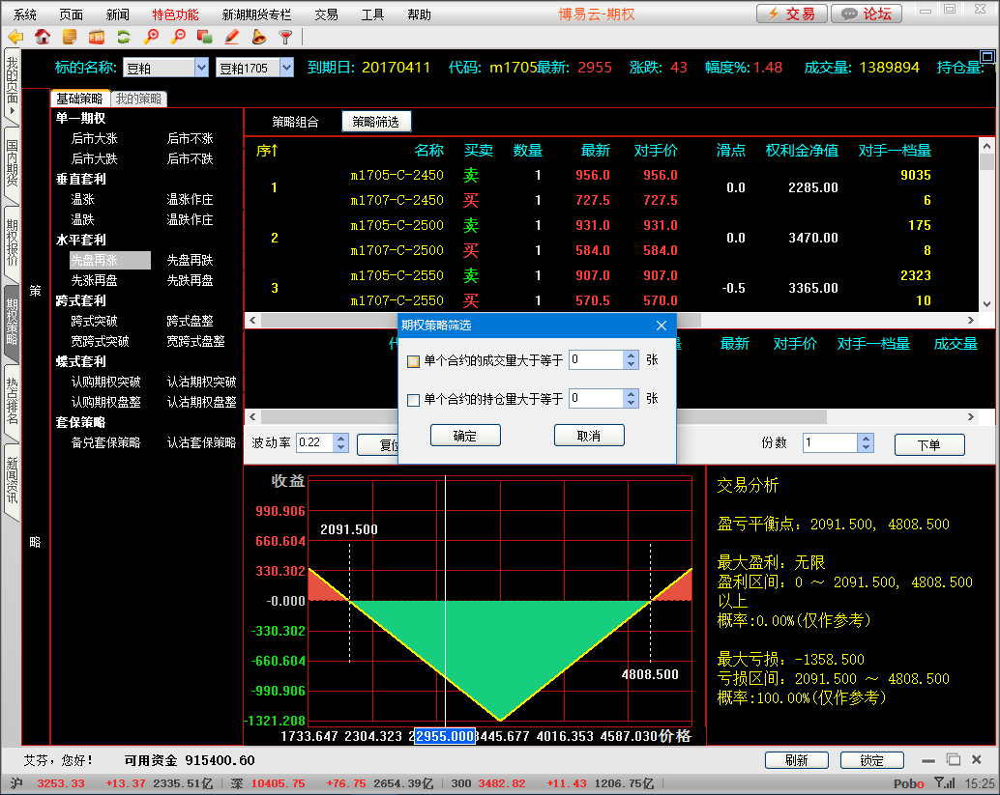 系统 页面 新闻 特色功能 新湖期货专栏 交易 工具 帮助 博易云-期权 交易 论坛
标的名称: 豆粕 豆粕1705 到期日: 20170411 代码: m1705 最新: 2955 涨跌: 43 幅度%: 1.48 成交量: 1389894 持仓量:
我的页面
国内期货
期权报价
期权策略
热点排名
新闻资讯
策
略
基础策略 我的策略
单一期权
后市大涨 后市不涨
后市大跌 后市不跌
垂直套利
温涨 温涨作庄
温跌 温跌作庄
水平套利
先盘再涨 先盘再跌
先涨再盘 先跌再盘
跨式套利
跨式突破 跨式盘整
宽跨式突破 宽跨式盘整
蝶式套利
认购期权突破 认沽期权突破
认购期权盘整 认沽期权盘整
套保策略
备兑套保策略 认沽套保策略
策略组合 策略筛选
序↑ 名称 买卖 数量 最新 对手价 滑点 权利金净值 对手一档量
m1705-C-2450 卖 1 956.0 956.0 9035
1 0.0 2285.00
m1707-C-2450 买 1 727.5 727.5 6
m1705-C-2500 卖 1 931.0 931.0 175
2 0.0 3470.00
m1707-C-2500 买 1 584.0 584.0 8
m1705-C-2550 卖 1 907.0 907.0 2323
3 -0.5 3365.00
m1707-C-2550 买 1 570.5 570.5 10
最新 对手价 对手一档量 成交量
期权策略筛选
单个合约的成交量大于等于 0 张
单个合约的持仓量大于等于 0 张
确定 取消
波动率 0.22 复位 份数 1 下单
收益
990.906
660.604
330.302
-0.000
-330.302
-660.604
-990.906
-1321.208
2091.500
4808.500
1733.647 2304.323 2955.000 3445.677 4016.353 4587.030 价格
交易分析
盈亏平衡点: 2091.500, 4808.500
最大盈利: 无限
盈利区间: 0 ～ 2091.500, 4808.500
以上
概率:0.00%(仅作参考)
最大亏损: -1358.500
亏损区间: 2091.500 ～ 4808.500
概率:100.00%(仅作参考)
艾芬, 您好! 可用资金 915400.60 刷新 锁定
沪 3253.33 +13.37 2335.51亿 深 10405.75 +76.75 2654.39亿 300 3482.82 +11.43 1206.75亿 Pobo 15:25